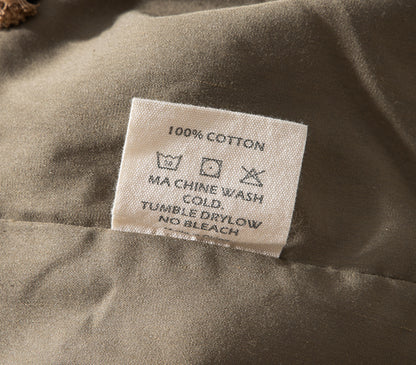 100% COTTON
MA CHINE WASH
COLD.
TUMBLE DRYLOW
NO BLEACH